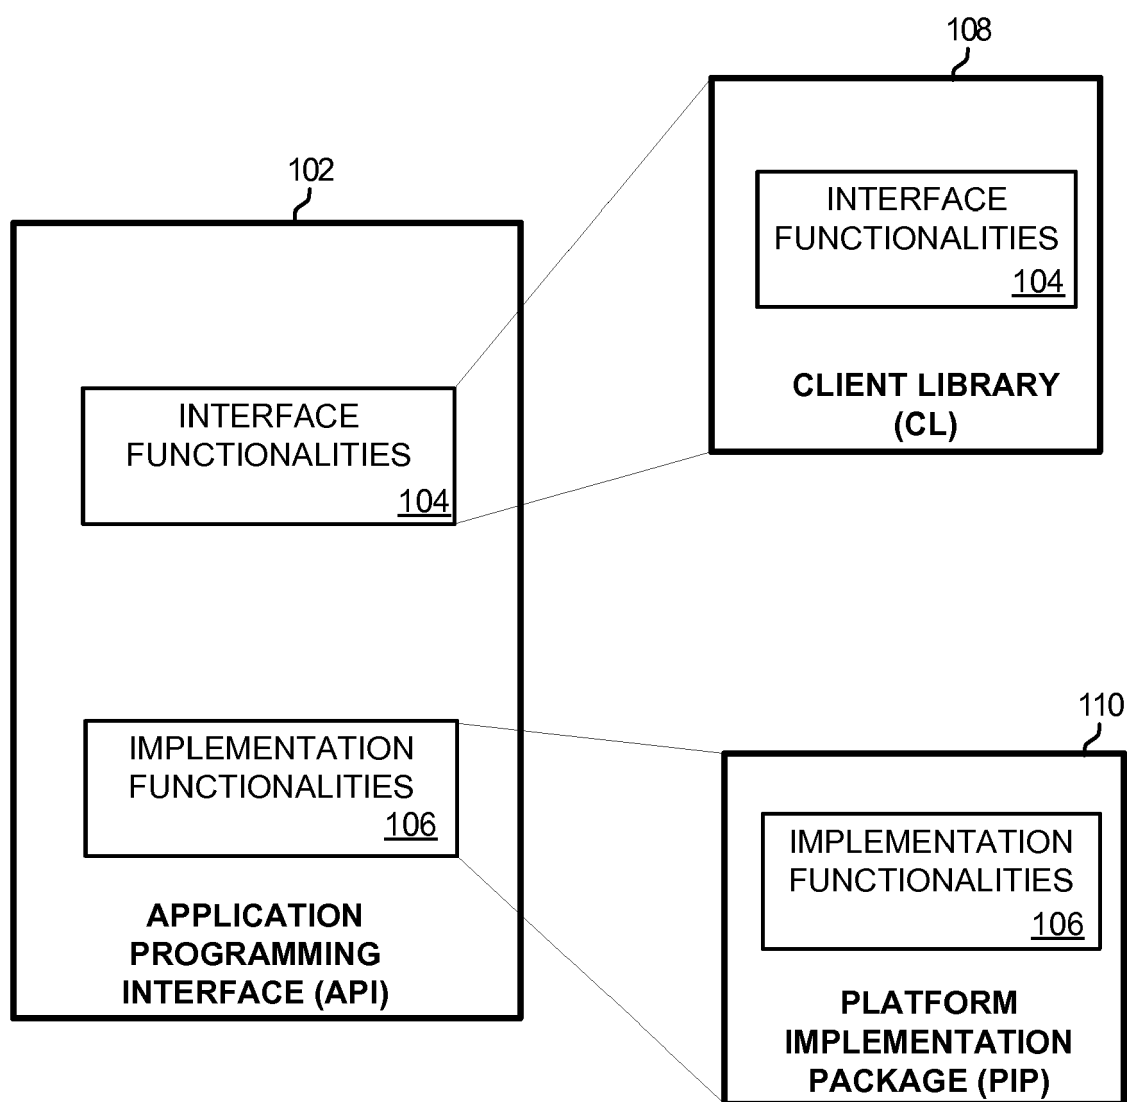 108
INTERFACE
FUNCTIONALITIES
104
CLIENT LIBRARY
(CL)
102
INTERFACE
FUNCTIONALITIES
104
IMPLEMENTATION
FUNCTIONALITIES
106
APPLICATION
PROGRAMMING
INTERFACE (API)
110
IMPLEMENTATION
FUNCTIONALITIES
106
PLATFORM
IMPLEMENTATION
PACKAGE (PIP)